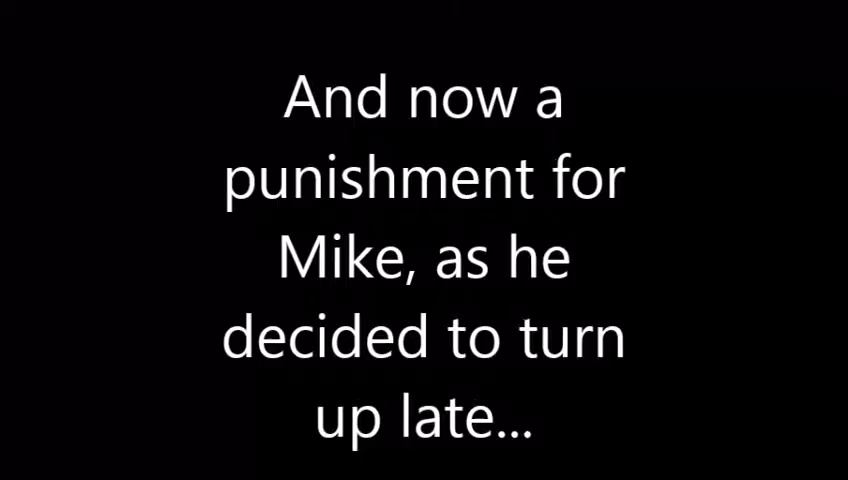 And now a
punishment for
Mike, as he
decided to turn
up late...